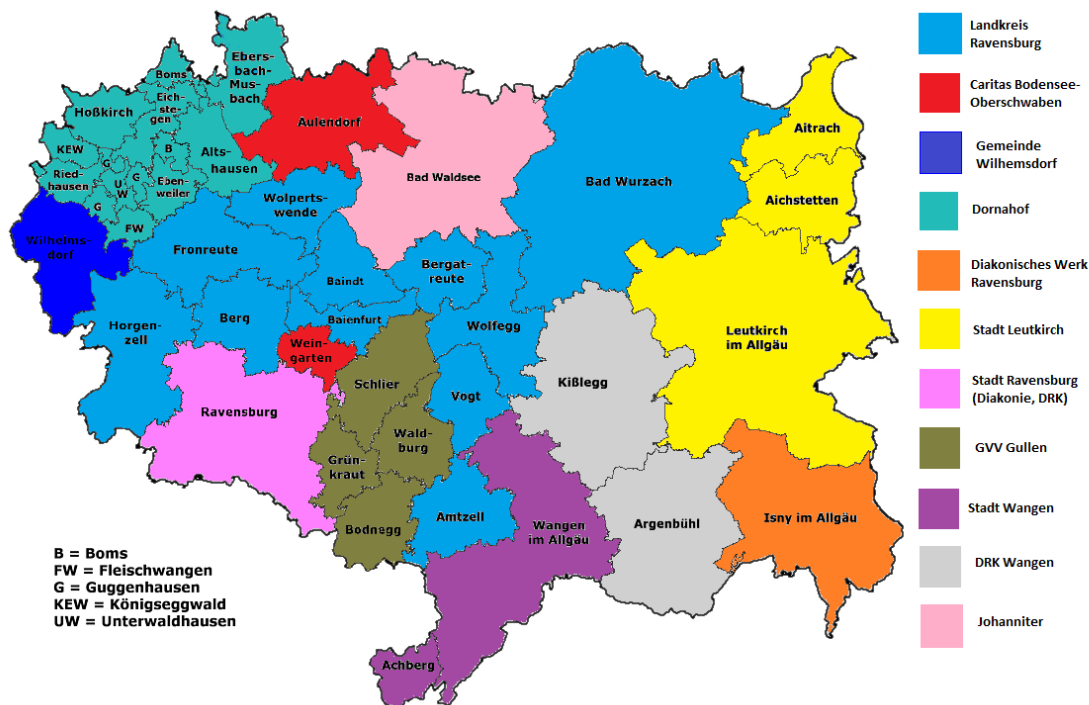 Ebers-
bach-
Mus-
bach
Boms
Eich-
ste-
gen
Hoßkirch
Aulendorf
KEW
G
B
Alts-
hausen
Ried-
hausen
G
U
W
Eben-
weiler
G
FW
Bad Waldsee
Bad Wurzach
Aitrach
Aichstetten
Wolperts-
wende
Wilhelms-
dorf
Fronreute
Baindt
Bergat-
reute
Horgen-
zell
Berg
Baienfurt
Wolfegg
Leutkirch
im Allgäu
Wein-
garten
Schlier
Vogt
Kißlegg
Ravensburg
Wald-
burg
Grün-
kraut
Bodnegg
Amtzell
Wangen
im Allgäu
Argenbühl
Isny im Allgäu
Achberg
B = Boms
FW = Fleischwangen
G = Guggenhausen
KEW = Königseggwald
UW = Unterwaldhausen
Landkreis
Ravensburg
Caritas Bodensee-
Oberschwaben
Gemeinde
Wilhemsdorf
Dornahof
Diakonisches Werk
Ravensburg
Stadt Leutkirch
Stadt Ravensburg
(Diakonie, DRK)
GVV Gullen
Stadt Wangen
DRK Wangen
Johanniter